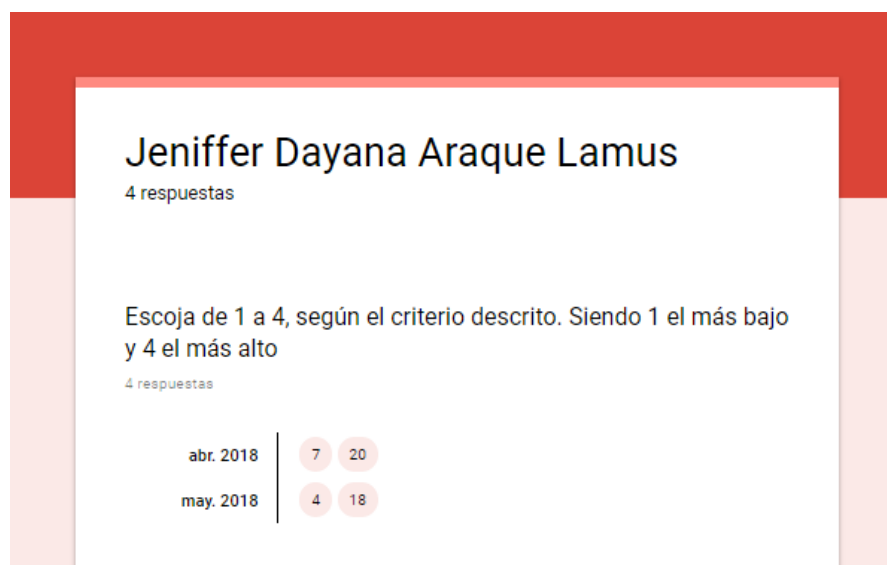 Jeniffer Dayana Araque Lamus
4 respuestas
Escoja de 1 a 4, según el criterio descrito. Siendo 1 el más bajo
y 4 el más alto
4 respuestas
abr. 2018 7 20
may. 2018 4 18